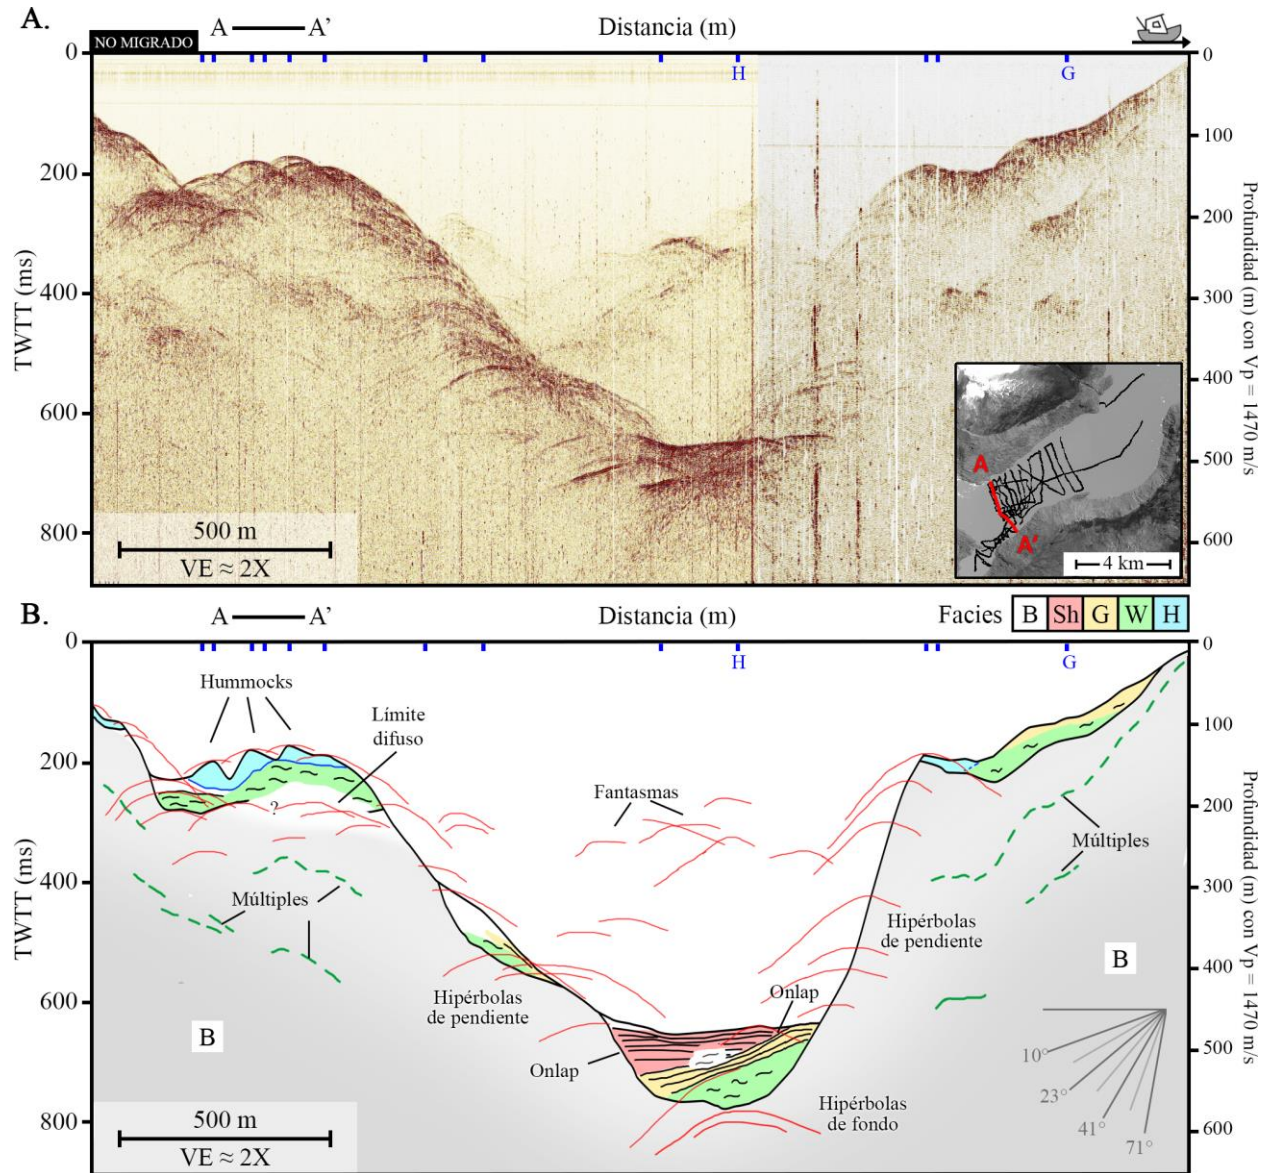 A.
A A'
Distancia (m)
NO MIGRADO
0
200
400
600
800
TWTT (ms)
H
G
0
100
200
300
400
500
600
Profundidad (m) con Vp = 1470 m/s
500 m
VE ≈ 2X
A
A'
4 km
B.
A A'
Distancia (m)
Facies B Sh G W H
0
200
400
600
800
TWTT (ms)
H
G
0
100
200
300
400
500
600
Profundidad (m) con Vp = 1470 m/s
Hummocks
Límite
difuso
?
Fantasmas
Múltiples
Múltiples
Hipérbolas
de pendiente
Hipérbolas
de pendiente
B
B
Onlap
Onlap
Hipérbolas
de fondo
10°
23°
41°
71°
500 m
VE ≈ 2X